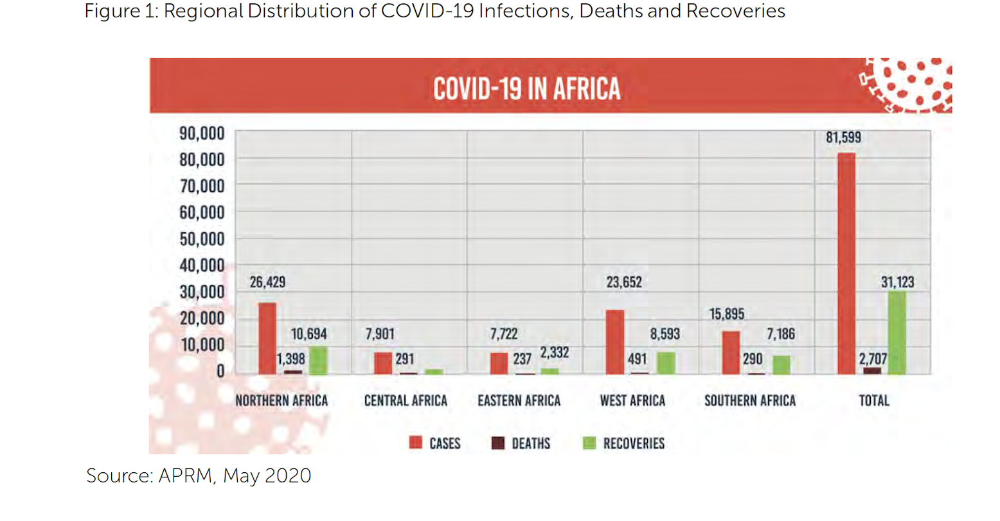 Figure 1: Regional Distribution of COVID-19 Infections, Deaths and Recoveries
COVID-19 IN AFRICA
90,000
80,000
70,000
60,000
50,000
40,000
30,000
20,000
10,000
0
26,429
1,398
10,694
7,901
291
7,722
237
2,332
23,652
491
8,593
15,895
290
7,186
81,599
2,707
31,123
NORTHERN AFRICA
CENTRAL AFRICA
EASTERN AFRICA
WEST AFRICA
SOUTHERN AFRICA
TOTAL
CASES
DEATHS
RECOVERIES
Source: APRM, May 2020